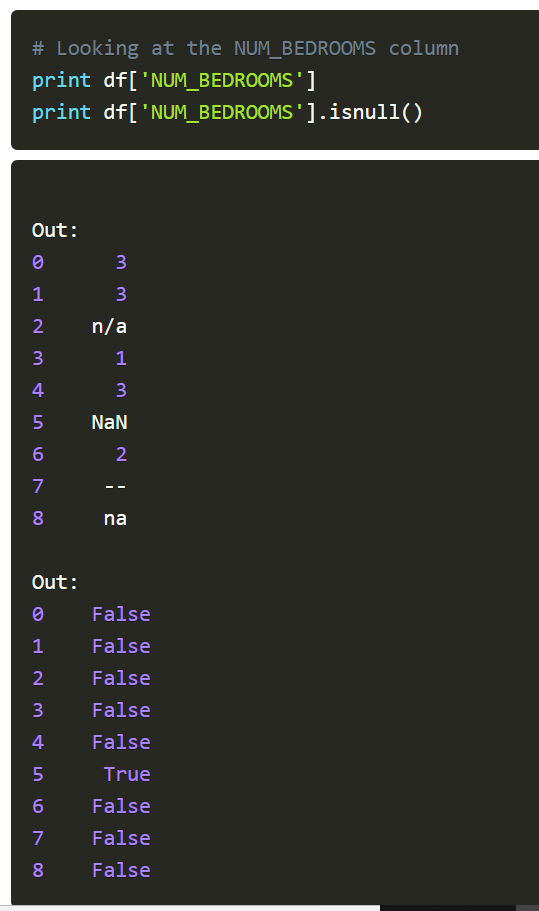 # Looking at the NUM_BEDROOMS column
print df['NUM_BEDROOMS']
print df['NUM_BEDROOMS'].isnull()
Out:
0      3
1      3
2    n/a
3      1
4      3
5    NaN
6      2
7     --
8     na
Out:
0    False
1    False
2    False
3    False
4    False
5     True
6    False
7    False
8    False